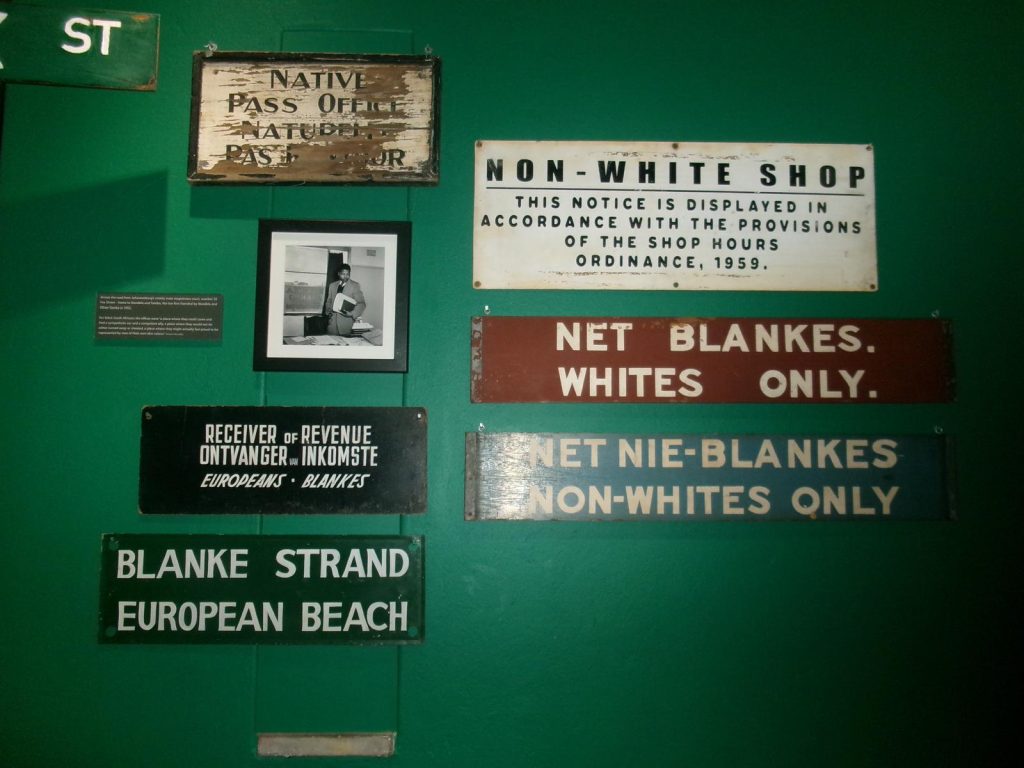 ST
NATIVE
PASS OFFICE
NON-WHITE SHOP
THIS NOTICE IS DISPLAYED IN
ACCORDANCE WITH THE PROVISIONS
OF THE SHOP HOURS
ORDINANCE, 1959.
NET BLANKES.
WHITES ONLY.
RECEIVER OF REVENUE
ONTVANGER VAN INKOMSTE
EUROPEANS · BLANKES
NET NIE-BLANKES
NON-WHITES ONLY
BLANKE STRAND
EUROPEAN BEACH